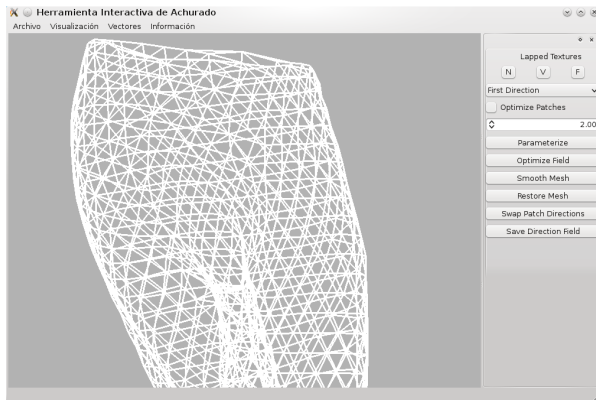 Herramienta Interactiva de Achurado
Archivo Visualización Vectores Información
Lapped Textures
N V F
First Direction
Optimize Patches
2.00
Parameterize
Optimize Field
Smooth Mesh
Restore Mesh
Swap Patch Directions
Save Direction Field